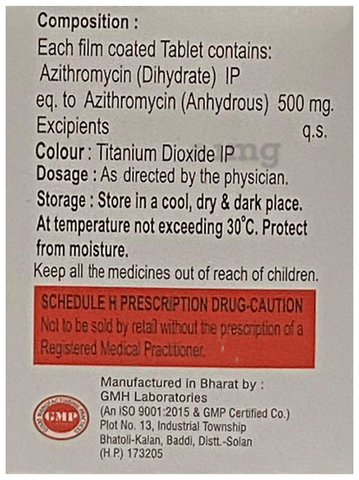 Composition :
Each film coated Tablet contains:
Azithromycin (Dihydrate) IP
eq. to Azithromycin (Anhydrous) 500 mg.
Excipients q.s.
Colour : Titanium Dioxide IP
Dosage : As directed by the physician.
Storage : Store in a cool, dry & dark place.
At temperature not exceeding 30°C. Protect
from moisture.
Keep all the medicines out of reach of children.
SCHEDULE H PRESCRIPTION DRUG-CAUTION
Not to be sold by retail without the prescription of a
Registered Medical Practitioner.
Manufactured in Bharat by :
GMH Laboratories
(An ISO 9001:2015 & GMP Certified Co.)
Plot No. 13, Industrial Township
Bhatoli-Kalan, Baddi, Distt.-Solan
(H.P.) 173205
GMP